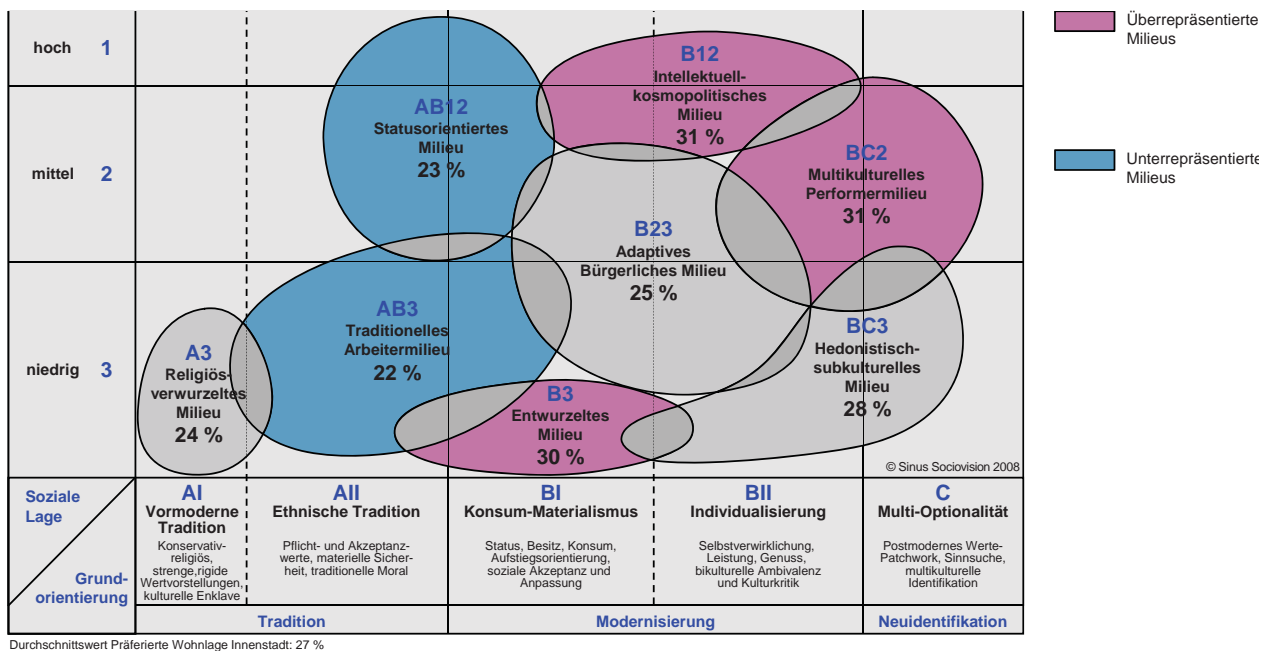 hoch 1
mittel 2
niedrig 3
B12
Intellektuell-
kosmopolitisches
Milieu
31 %
AB12
Statusorientiertes
Milieu
23 %
BC2
Multikulturelles
Performermilieu
31 %
B23
Adaptives
Bürgerliches Milieu
25 %
AB3
Traditionelles
Arbeitermilieu
22 %
A3
Religiös-
verwurzeltes
Milieu
24 %
BC3
Hedonistisch-
subkulturelles
Milieu
28 %
B3
Entwurzeltes
Milieu
30 %
© Sinus Sociovision 2008
Soziale
Lage
Grund-
orientierung
AI
Vormoderne
Tradition
Konservativ-
religiös,
strenge,rigide
Wertvorstellungen,
kulturelle Enklave
AII
Ethnische Tradition
Pflicht- und Akzeptanz-
werte, materielle Sicher-
heit, traditionelle Moral
BI
Konsum-Materialismus
Status, Besitz, Konsum,
Aufstiegsorientierung,
soziale Akzeptanz und
Anpassung
BII
Individualisierung
Selbstverwirklichung,
Leistung, Genuss,
bikulturelle Ambivalenz
und Kulturkritik
C
Multi-Optionalität
Postmodernes Werte-
Patchwork, Sinnsuche,
multikulturelle
Identifikation
Tradition
Modernisierung
Neuidentifikation
Durchschnittswert Präferierte Wohnlage Innenstadt: 27 %
Überrepräsentierte
Milieus
Unterrepräsentierte
Milieus